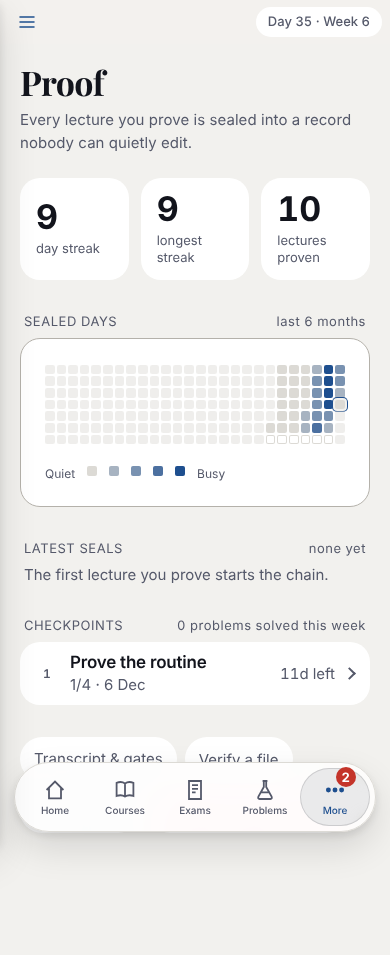 Day 35 · Week 6
Proof
Every lecture you prove is sealed into a record
nobody can quietly edit.
9
day streak
9
longest
streak
10
lectures
proven
SEALED DAYS
last 6 months
Quiet
Busy
LATEST SEALS
none yet
The first lecture you prove starts the chain.
CHECKPOINTS
0 problems solved this week
1
Prove the routine
1/4 · 6 Dec
11d left
Transcript & gates
Verify a file
2
Home
Courses
Exams
Problems
More